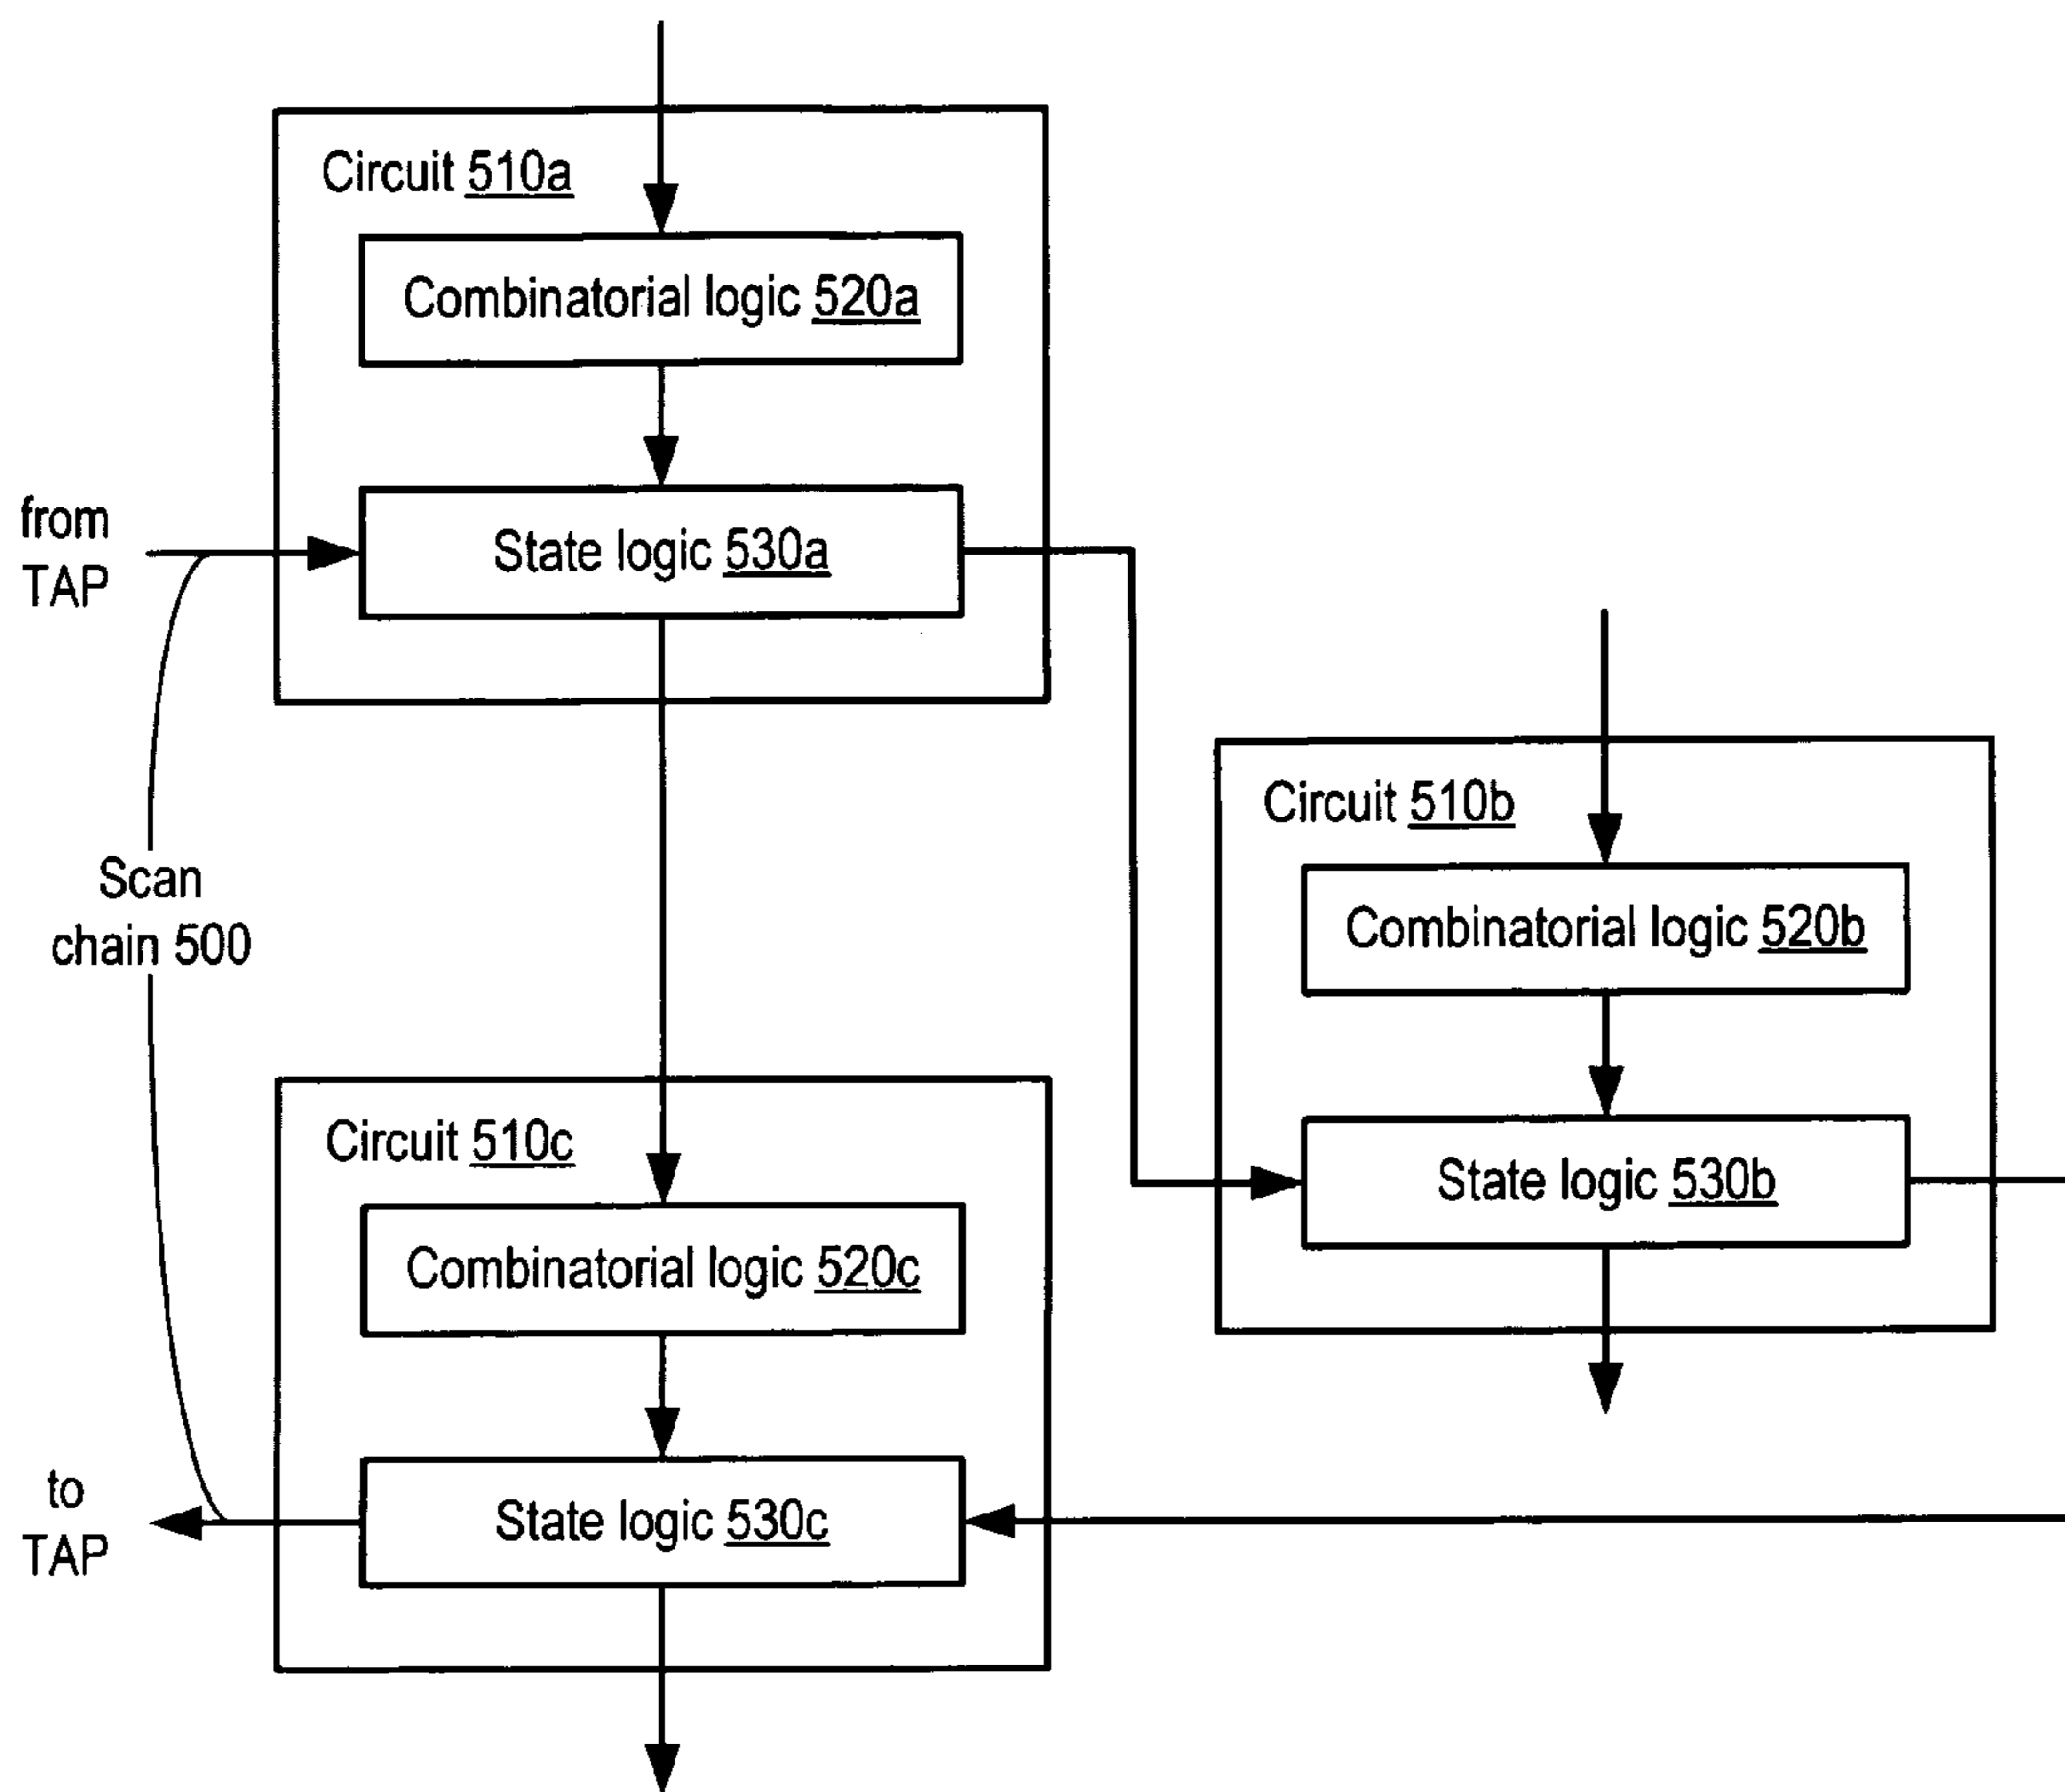 Circuit 510a
Combinatorial logic 520a
from
TAP
State logic 530a
Circuit 510b
Scan
chain 500
Combinatorial logic 520b
Circuit 510c
State logic 530b
Combinatorial logic 520c
to
TAP
State logic 530c